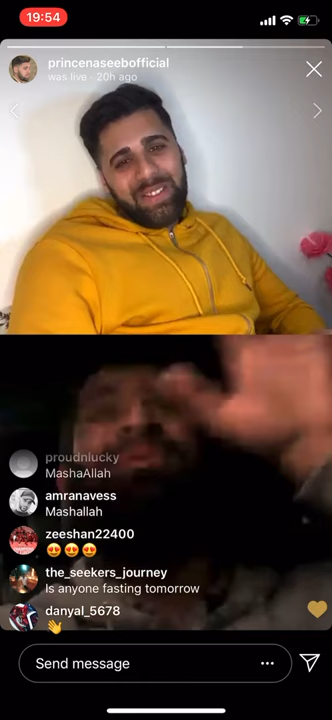 19:54
princenaseebofficial
was live · 20h ago
proudnlucky
MashaAllah
amranavess
Mashallah
zeeshan22400
😍😍😍
the_seekers_journey
Is anyone fasting tomorrow
danyal_5678
👋
Send message